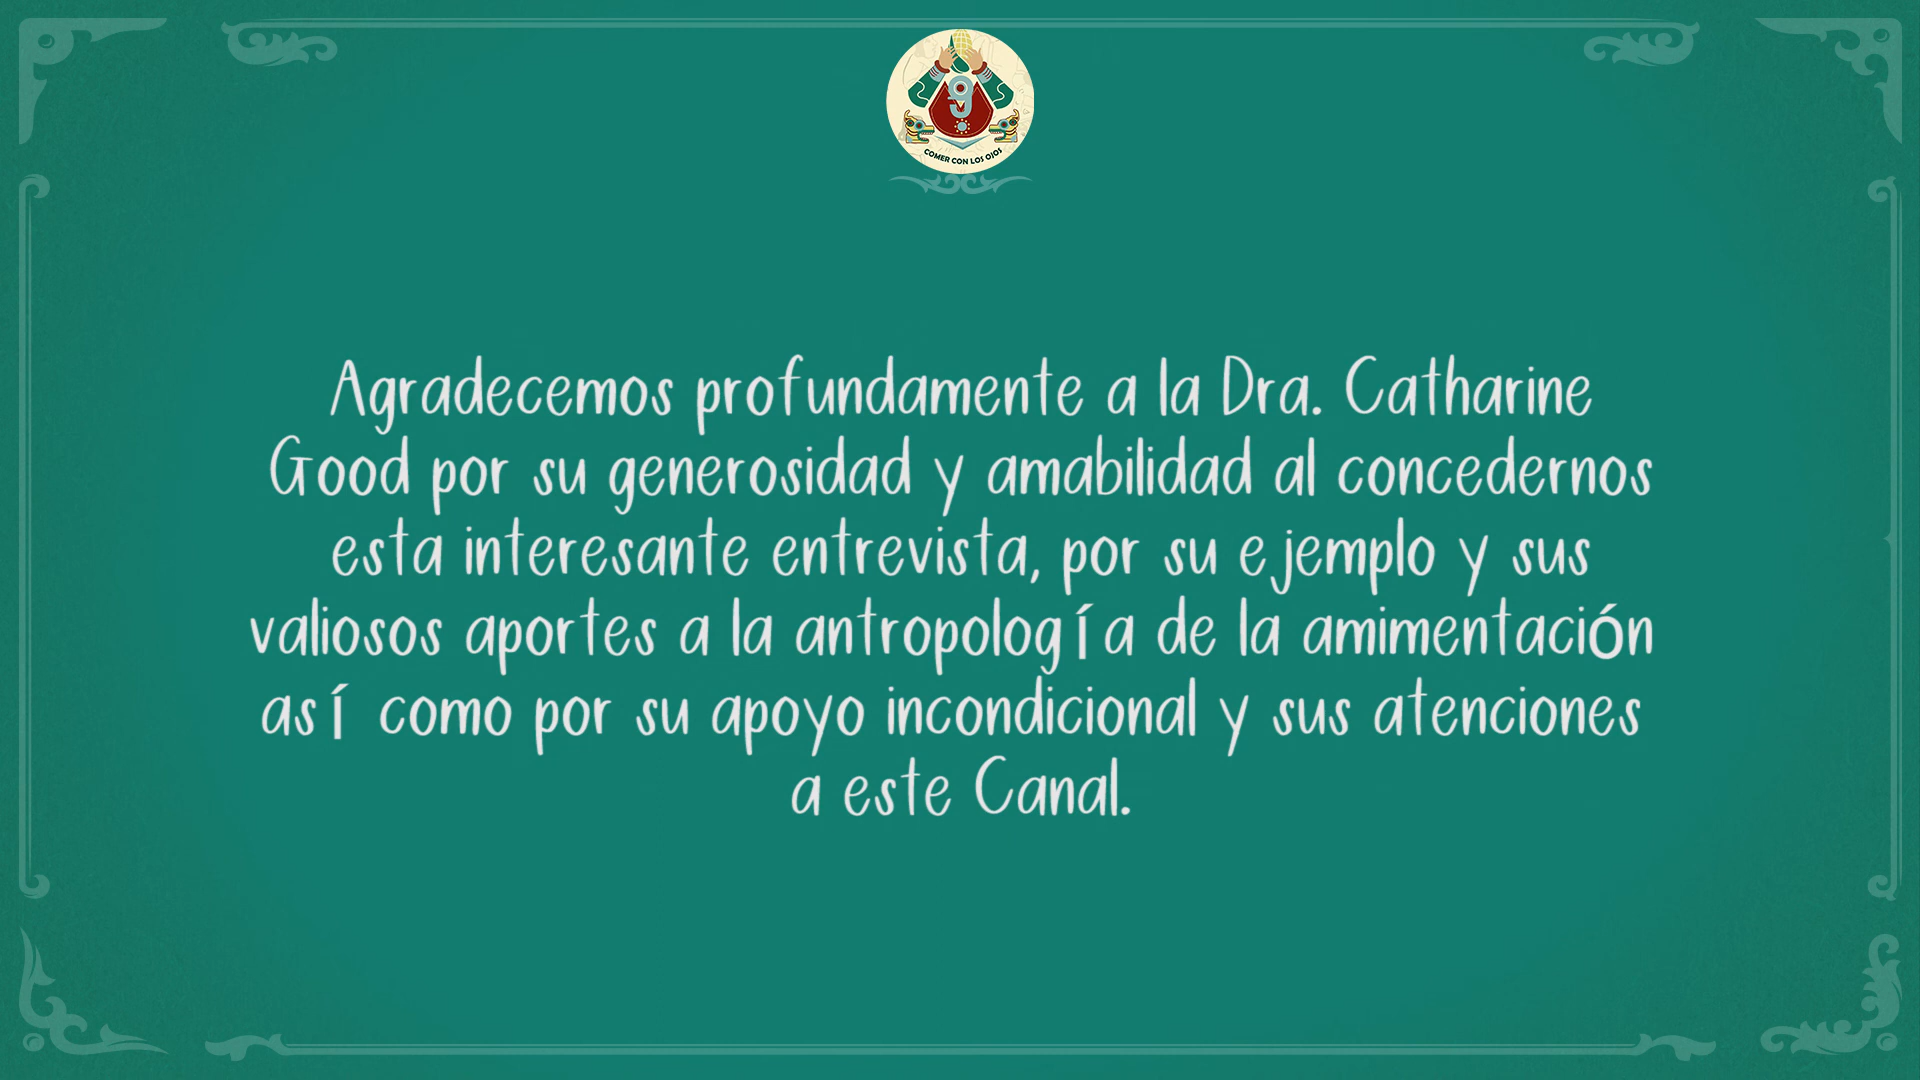 COMER CON LOS OJOS
Agradecemos profundamente a la Dra. Catharine
Good por su generosidad y amabilidad al concedernos
esta interesante entrevista, por su ejemplo y sus
valiosos aportes a la antropología de la amimentación
así como por su apoyo incondicional y sus atenciones
a este Canal.